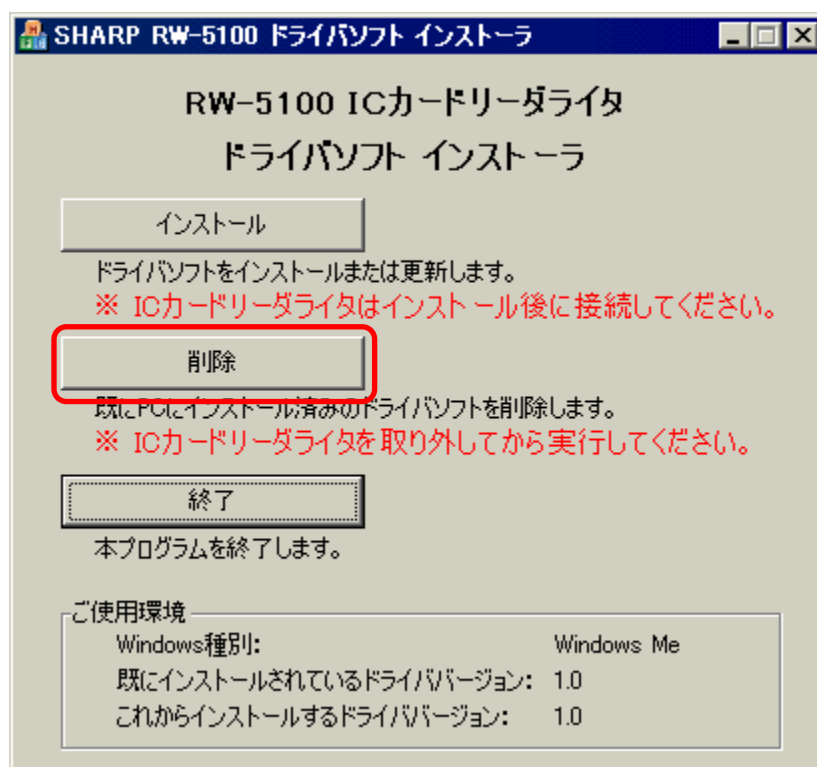 SHARP RW-5100 ドライバソフト インストーラ
RW-5100 ICカードリーダライタ
ドライバソフト インストーラ
インストール
ドライバソフトをインストールまたは更新します。
※ ICカードリーダライタはインストール後に接続してください。
削除
既にPCにインストール済みのドライバソフトを削除します。
※ ICカードリーダライタを取り外してから実行してください。
終了
本プログラムを終了します。
ご使用環境
Windows種別: Windows Me
既にインストールされているドライババージョン: 1.0
これからインストールするドライババージョン: 1.0